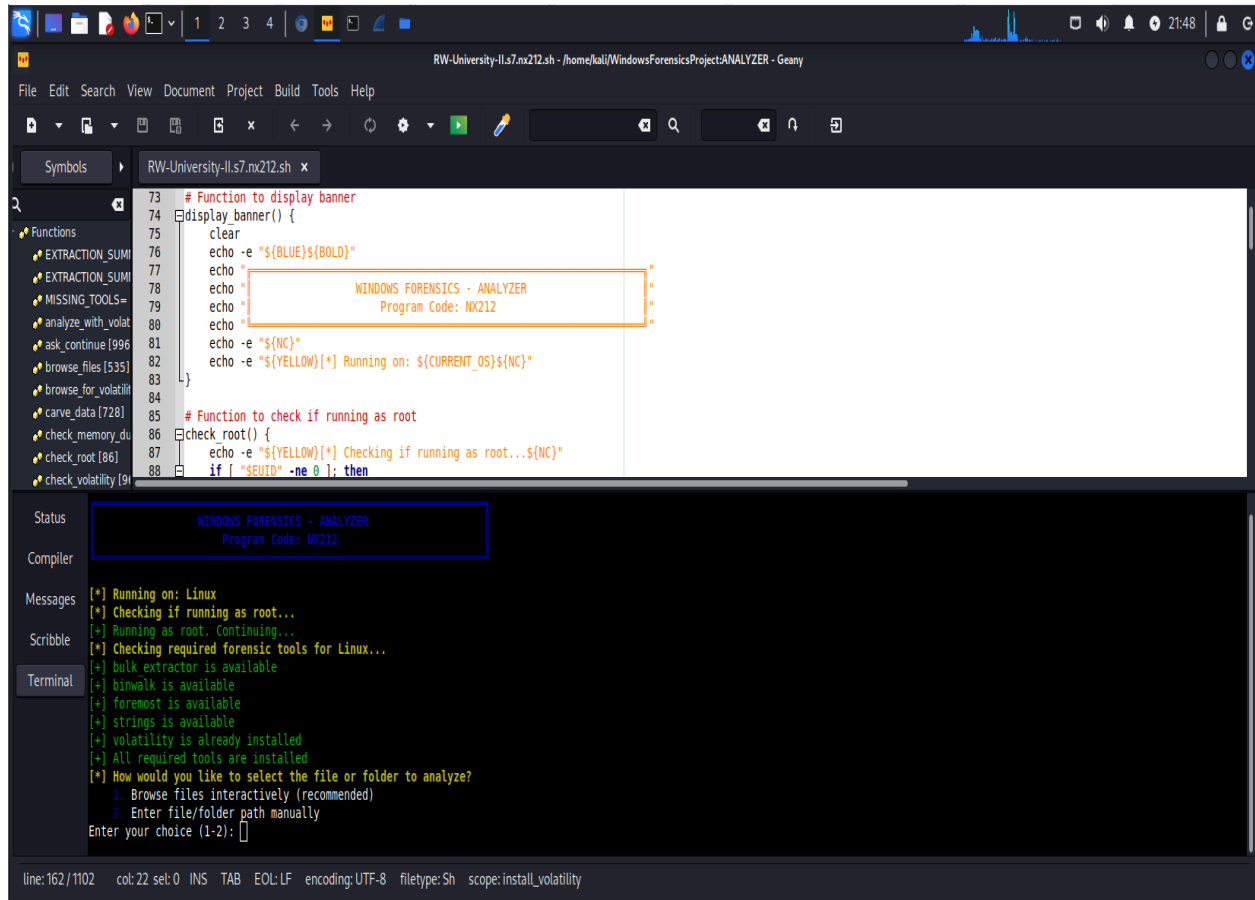 1 2 3 4 21:48
RW-University-II.s7.nx212.sh - /home/kali/WindowsForensicsProject:ANALYZER - Geany
File Edit Search View Document Project Build Tools Help
Symbols
RW-University-II.s7.nx212.sh ×
Functions
EXTRACTION_SUMI
EXTRACTION_SUMI
MISSING_TOOLS=
analyze_with_volat
ask_continue [996
browse_files [535]
browse_for_volatilit
carve_data [728]
check_memory_du
check_root [86]
check_volatility [9
73 # Function to display banner
74 display_banner() {
75 clear
76 echo -e "${BLUE}${BOLD}"
77 echo "╔══════════════════════════════════════════════════╗"
78 echo "║ WINDOWS FORENSICS - ANALYZER ║"
79 echo "║ Program Code: NX212 ║"
80 echo "╚══════════════════════════════════════════════════╝"
81 echo -e "${NC}"
82 echo -e "${YELLOW}[*] Running on: ${CURRENT_OS}${NC}"
83 }
84
85 # Function to check if running as root
86 check_root() {
87 echo -e "${YELLOW}[*] Checking if running as root...${NC}"
88 if [ "$EUID" -ne 0 ]; then
Status
Compiler
Messages
Scribble
Terminal
WINDOWS FORENSICS - ANALYZER
Program Code: NX212
[*] Running on: Linux
[*] Checking if running as root...
[+] Running as root. Continuing...
[*] Checking required forensic tools for Linux...
[+] bulk_extractor is available
[+] binwalk is available
[+] foremost is available
[+] strings is available
[+] volatility is already installed
[+] All required tools are installed
[*] How would you like to select the file or folder to analyze?
1. Browse files interactively (recommended)
2. Enter file/folder path manually
Enter your choice (1-2):
line: 162 / 1102 col: 22 sel: 0 INS TAB EOL: LF encoding: UTF-8 filetype: Sh scope: install_volatility